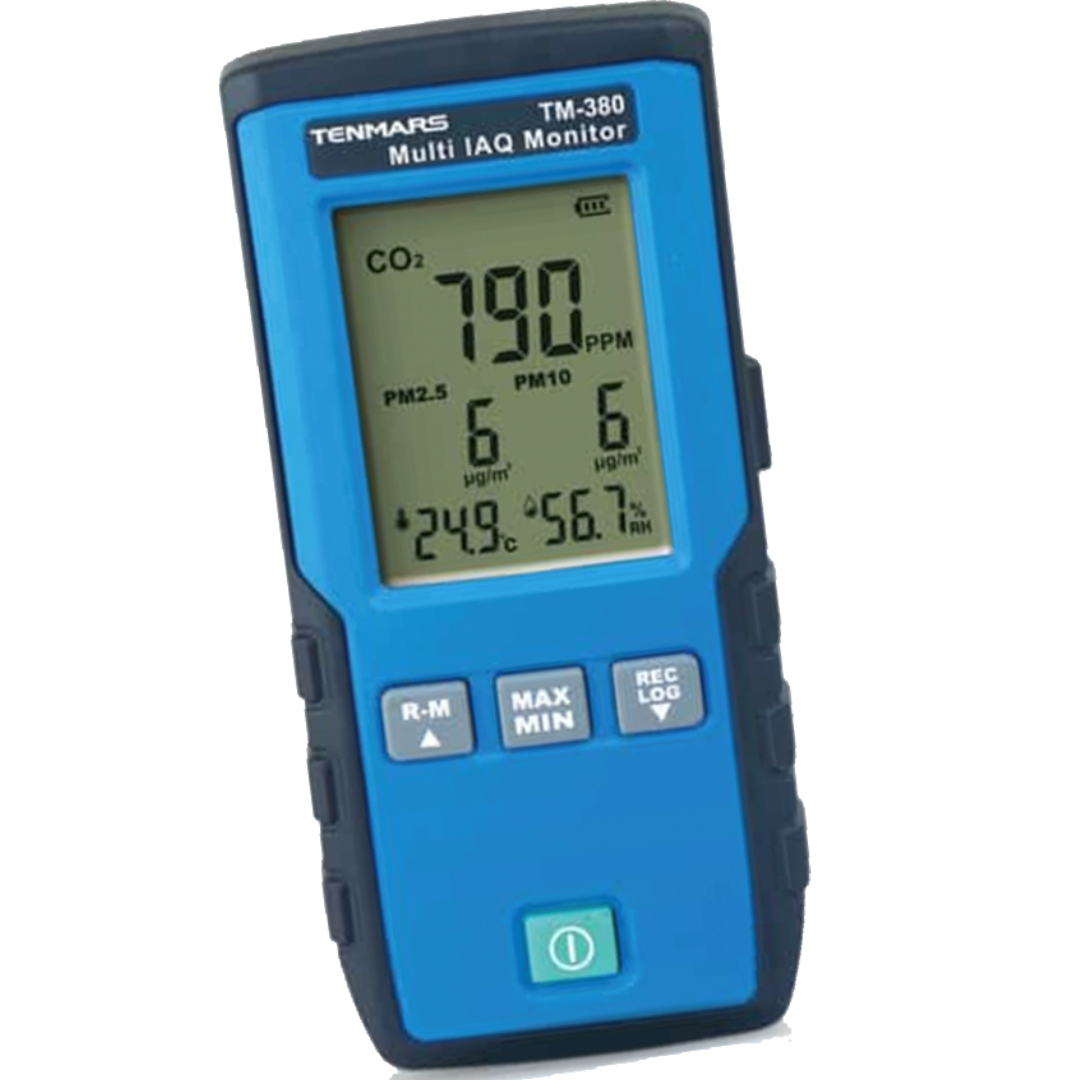 TENMARS TM-380
Multi IAQ Monitor
CO₂
790 PPM
PM2.5 PM10
6 6
µg/m³ µg/m³
24.9 °C 56.7 % RH
R-M
MAX
MIN
REC
LOG